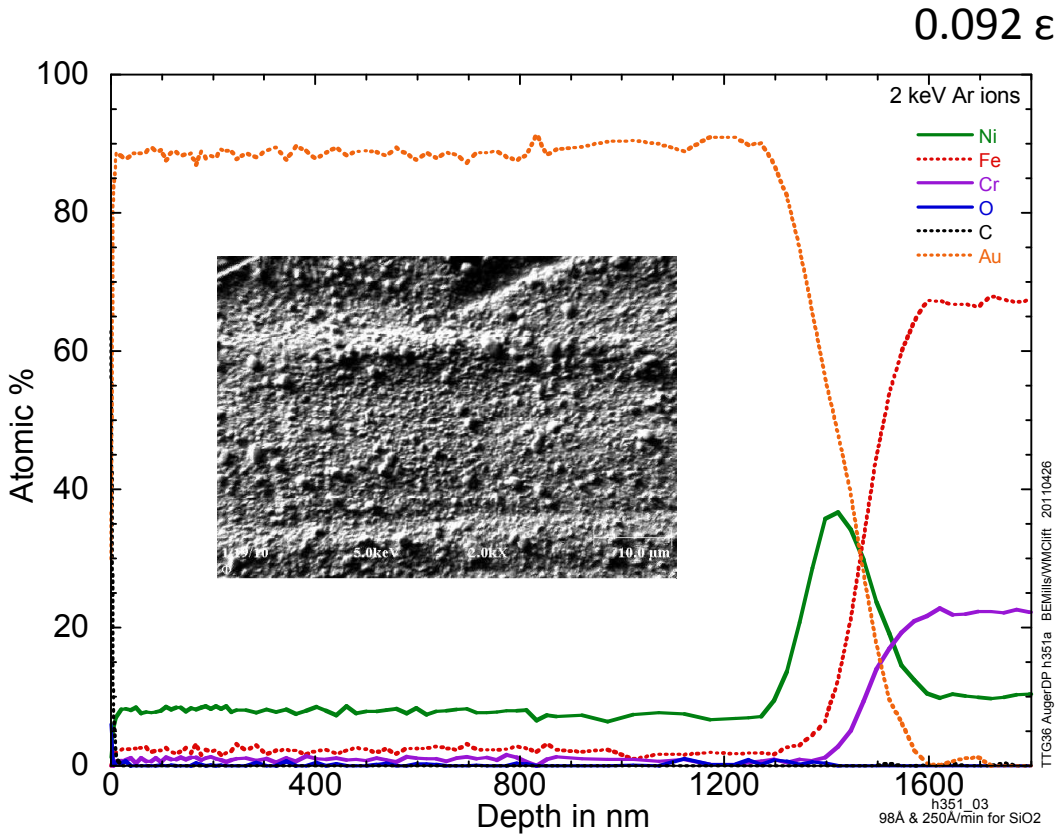 0.092 ε
100
80
60
40
20
0
Atomic %
2 keV Ar ions
Ni
Fe
Cr
O
C
Au
5.0keV
2.0kX
10.0 μm
0
400
800
1200
1600
Depth in nm
h351_03
98Å & 250Å/min for SiO2
TTG36 AugerDP h351a BEMills/WMClift 20110426